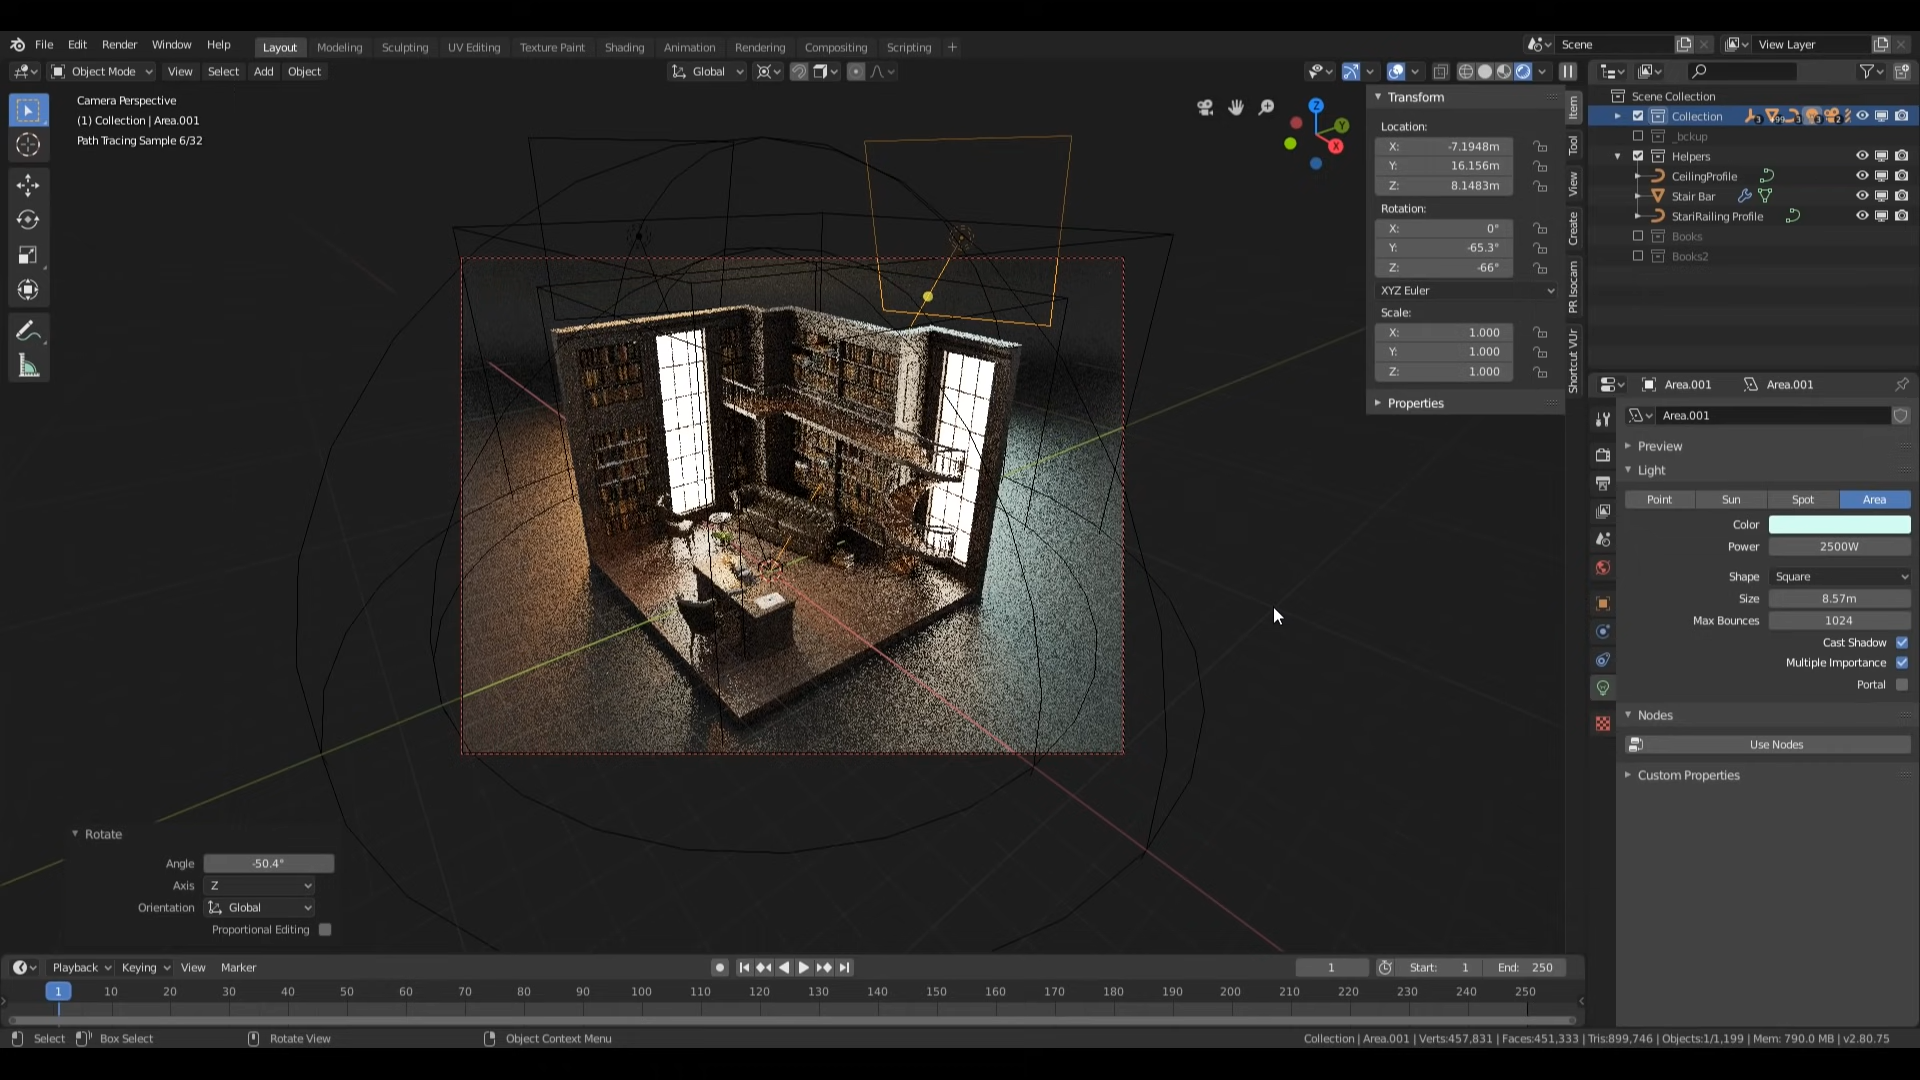 File Edit Render Window Help Layout Modeling Sculpting UV Editing Texture Paint Shading Animation Rendering Compositing Scripting + Scene View Layer
Object Mode View Select Add Object Global
Camera Perspective
(1) Collection | Area.001
Path Tracing Sample 6/32
Z
Y
X
Transform
Location:
X: -7.1948m
Y: 16.156m
Z: 8.1483m
Rotation:
X: 0°
Y: -65.3°
Z: -66°
XYZ Euler
Scale:
X: 1.000
Y: 1.000
Z: 1.000
Properties
Item
Tool
View
Create
PR Isocam
Shortcut VUr
Scene Collection
Collection
_bckup
Helpers
CeilingProfile
Stair Bar
StariRailing Profile
Books
Books2
Area.001 Area.001
Area.001
Preview
Light
Point Sun Spot Area
Color
Power 2500W
Shape Square
Size 8.57m
Max Bounces 1024
Cast Shadow
Multiple Importance
Portal
Nodes
Use Nodes
Custom Properties
Rotate
Angle -50.4°
Axis Z
Orientation Global
Proportional Editing
Playback Keying View Marker 1 Start: 1 End: 250
1 10 20 30 40 50 60 70 80 90 100 110 120 130 140 150 160 170 180 190 200 210 220 230 240 250
Select Box Select Rotate View Object Context Menu Collection | Area.001 | Verts:457,831 | Faces:451,333 | Tris:899,746 | Objects:1/1,199 | Mem: 790.0 MB | v2.80.75